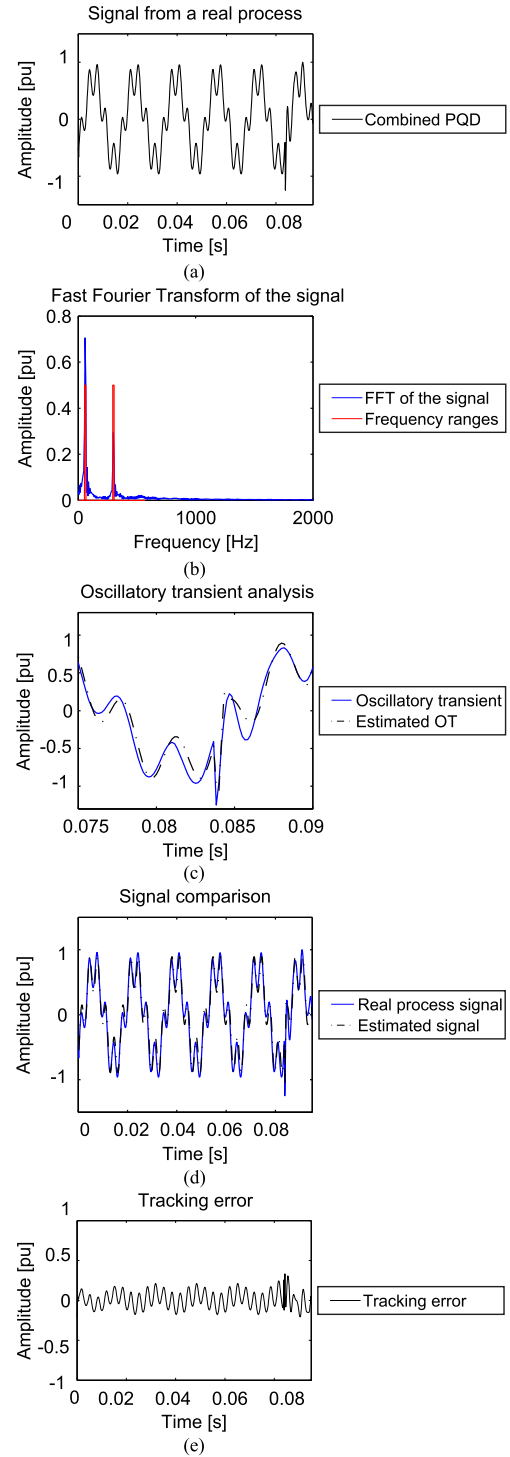 Signal from a real process
Amplitude [pu]
1
0
-1
0 0.02 0.04 0.06 0.08
Time [s]
Combined PQD
(a)
Fast Fourier Transform of the signal
Amplitude [pu]
0.8
0.6
0.4
0.2
0
0 1000 2000
Frequency [Hz]
FFT of the signal
Frequency ranges
(b)
Oscillatory transient analysis
Amplitude [pu]
1
0.5
0
-0.5
-1
0.075 0.08 0.085 0.09
Time [s]
Oscillatory transient
Estimated OT
(c)
Signal comparison
Amplitude [pu]
1
0
-1
0 0.02 0.04 0.06 0.08
Time [s]
Real process signal
Estimated signal
(d)
Tracking error
Amplitude [pu]
1
0.5
0
-0.5
-1
0 0.02 0.04 0.06 0.08
Time [s]
Tracking error
(e)